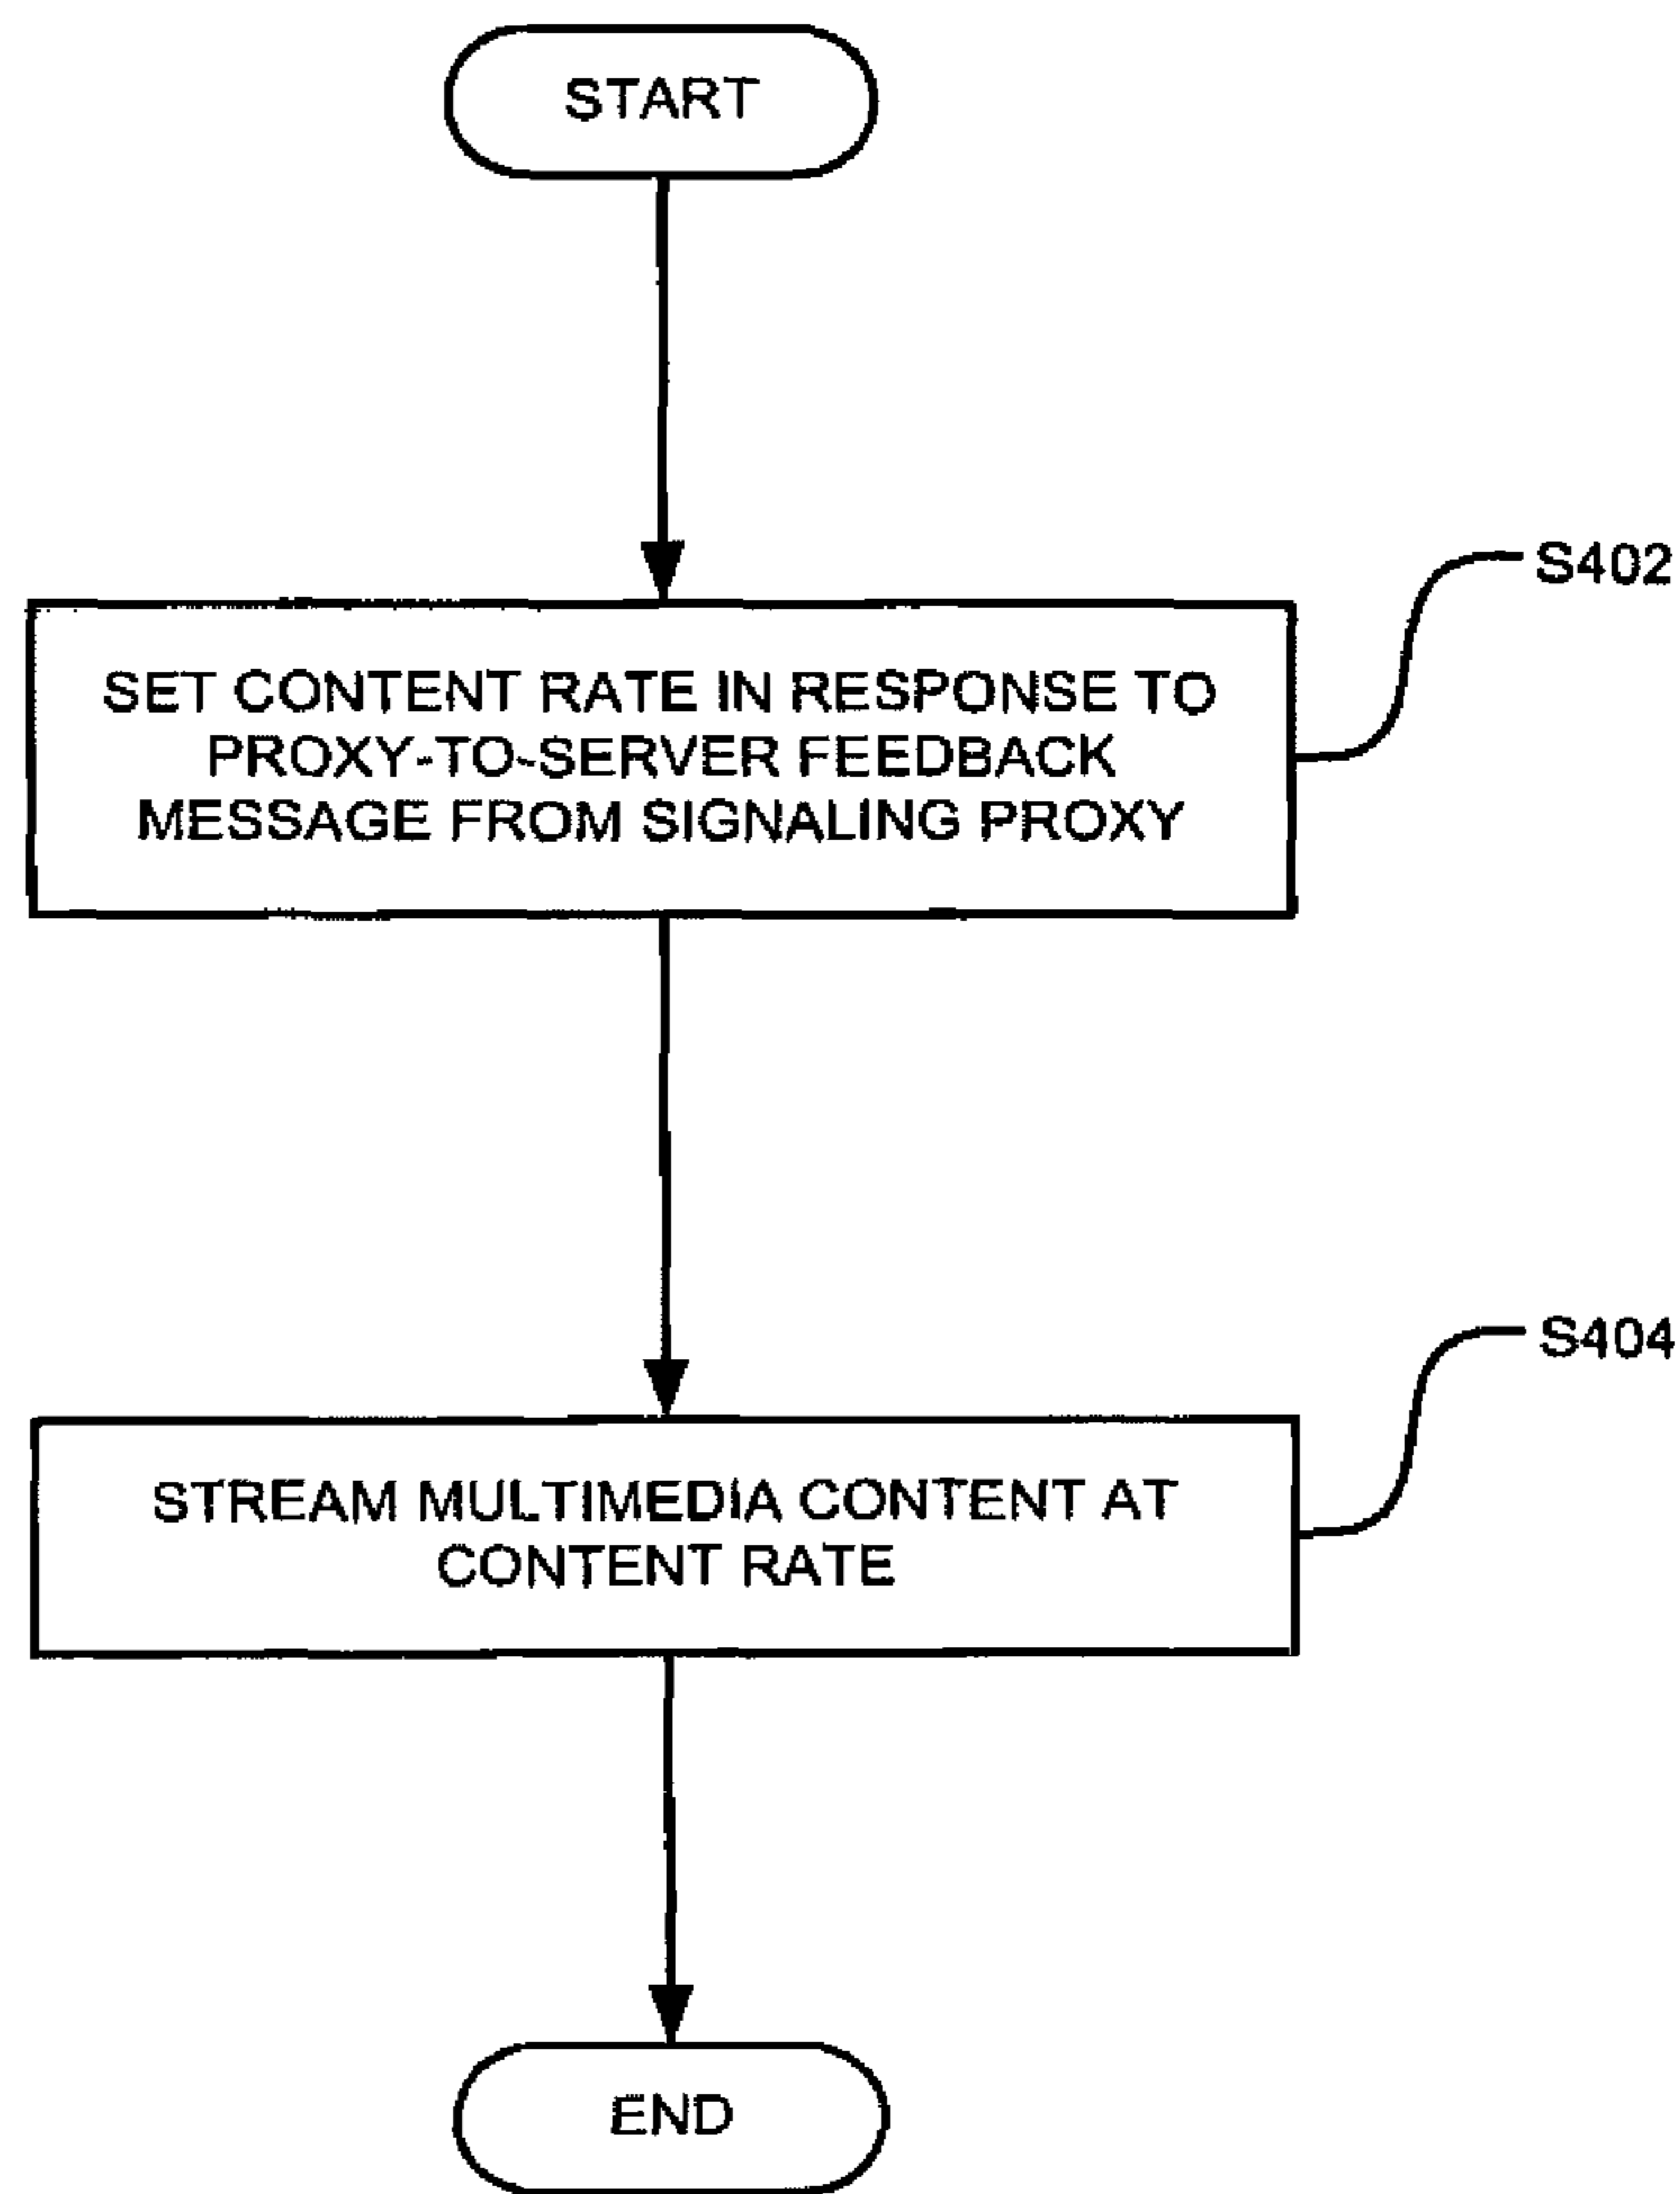 START
S402
SET CONTENT RATE IN RESPONSE TO
PROXY-TO-SERVER FEEDBACK
MESSAGE FROM SIGNALING PROXY
S404
STREAM MULTIMEDIA CONTENT AT
CONTENT RATE
END